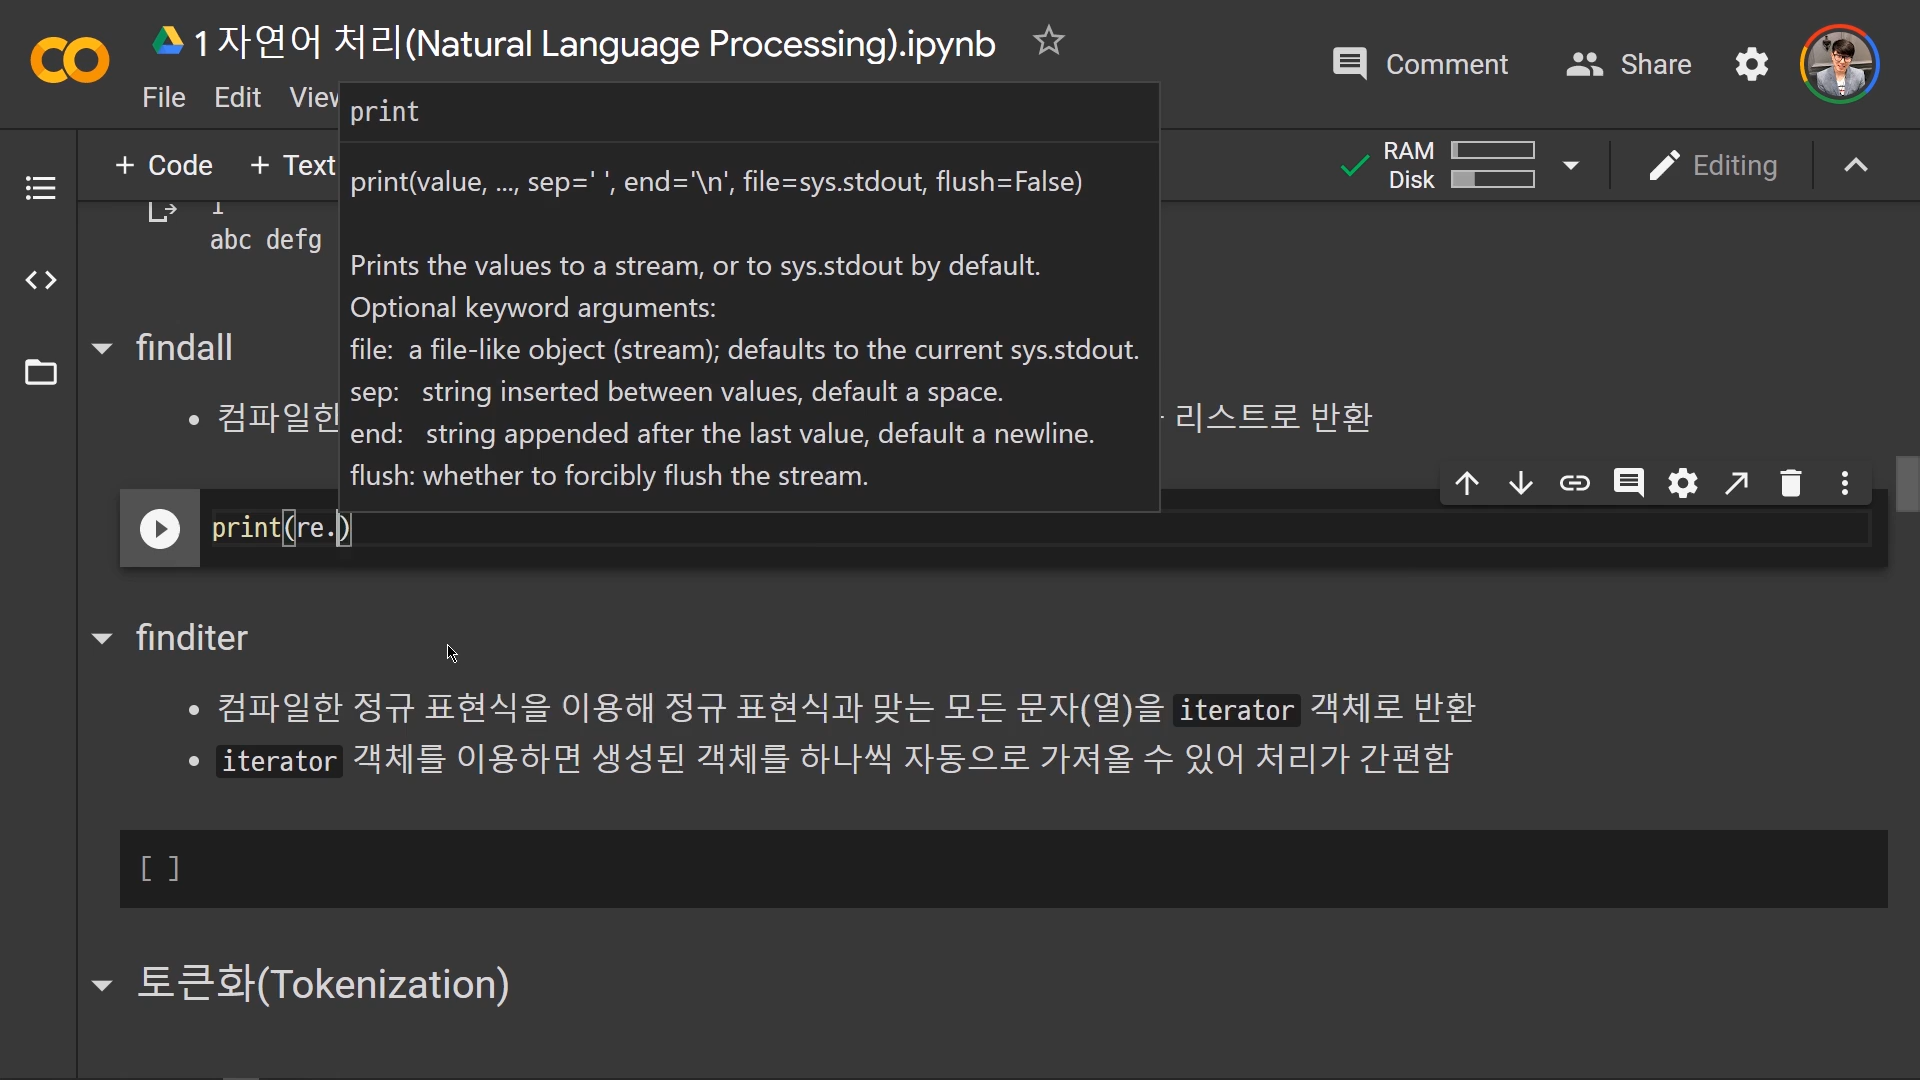 1 자연어 처리(Natural Language Processing).ipynb
Comment
Share
File Edit View
print
+ Code + Text
RAM
Disk
Editing
print(value, ..., sep=' ', end='\n', file=sys.stdout, flush=False)
1
abc defg
Prints the values to a stream, or to sys.stdout by default.
Optional keyword arguments:
file: a file-like object (stream); defaults to the current sys.stdout.
sep: string inserted between values, default a space.
end: string appended after the last value, default a newline.
flush: whether to forcibly flush the stream.
findall
• 컴파일한 리스트로 반환
print(re.)
finditer
• 컴파일한 정규 표현식을 이용해 정규 표현식과 맞는 모든 문자(열)을 iterator 객체로 반환
• iterator 객체를 이용하면 생성된 객체를 하나씩 자동으로 가져올 수 있어 처리가 간편함
[ ]
토큰화(Tokenization)